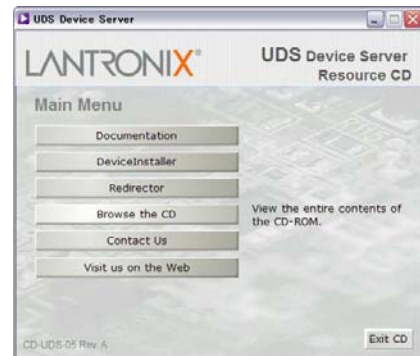 UDS Device Server
LANTRONIX®
UDS Device Server
Resource CD
Main Menu
Documentation
DeviceInstaller
Redirector
Browse the CD
View the entire contents of
the CD-ROM.
Contact Us
Visit us on the Web
CD-UDS-05 Rev. A
Exit CD